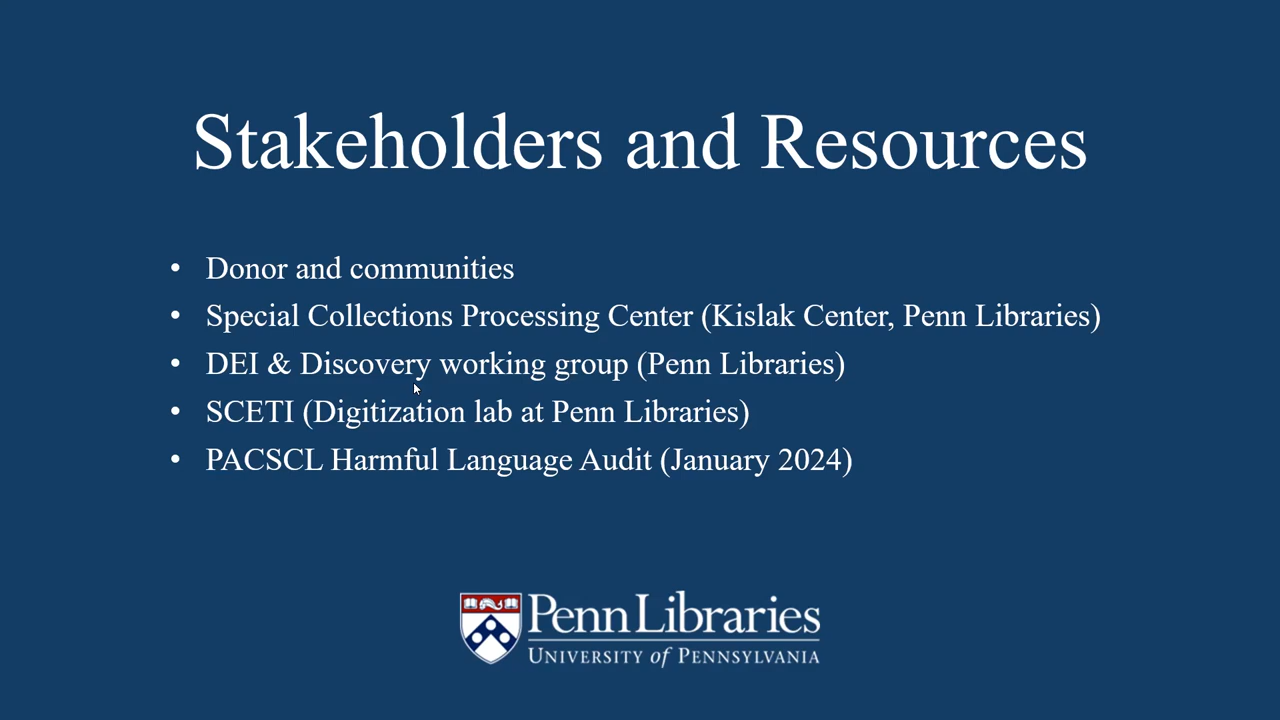 Stakeholders and Resources
• Donor and communities
• Special Collections Processing Center (Kislak Center, Penn Libraries)
• DEI & Discovery working group (Penn Libraries)
• SCETI (Digitization lab at Penn Libraries)
• PACSCL Harmful Language Audit (January 2024)
Penn Libraries
UNIVERSITY of PENNSYLVANIA